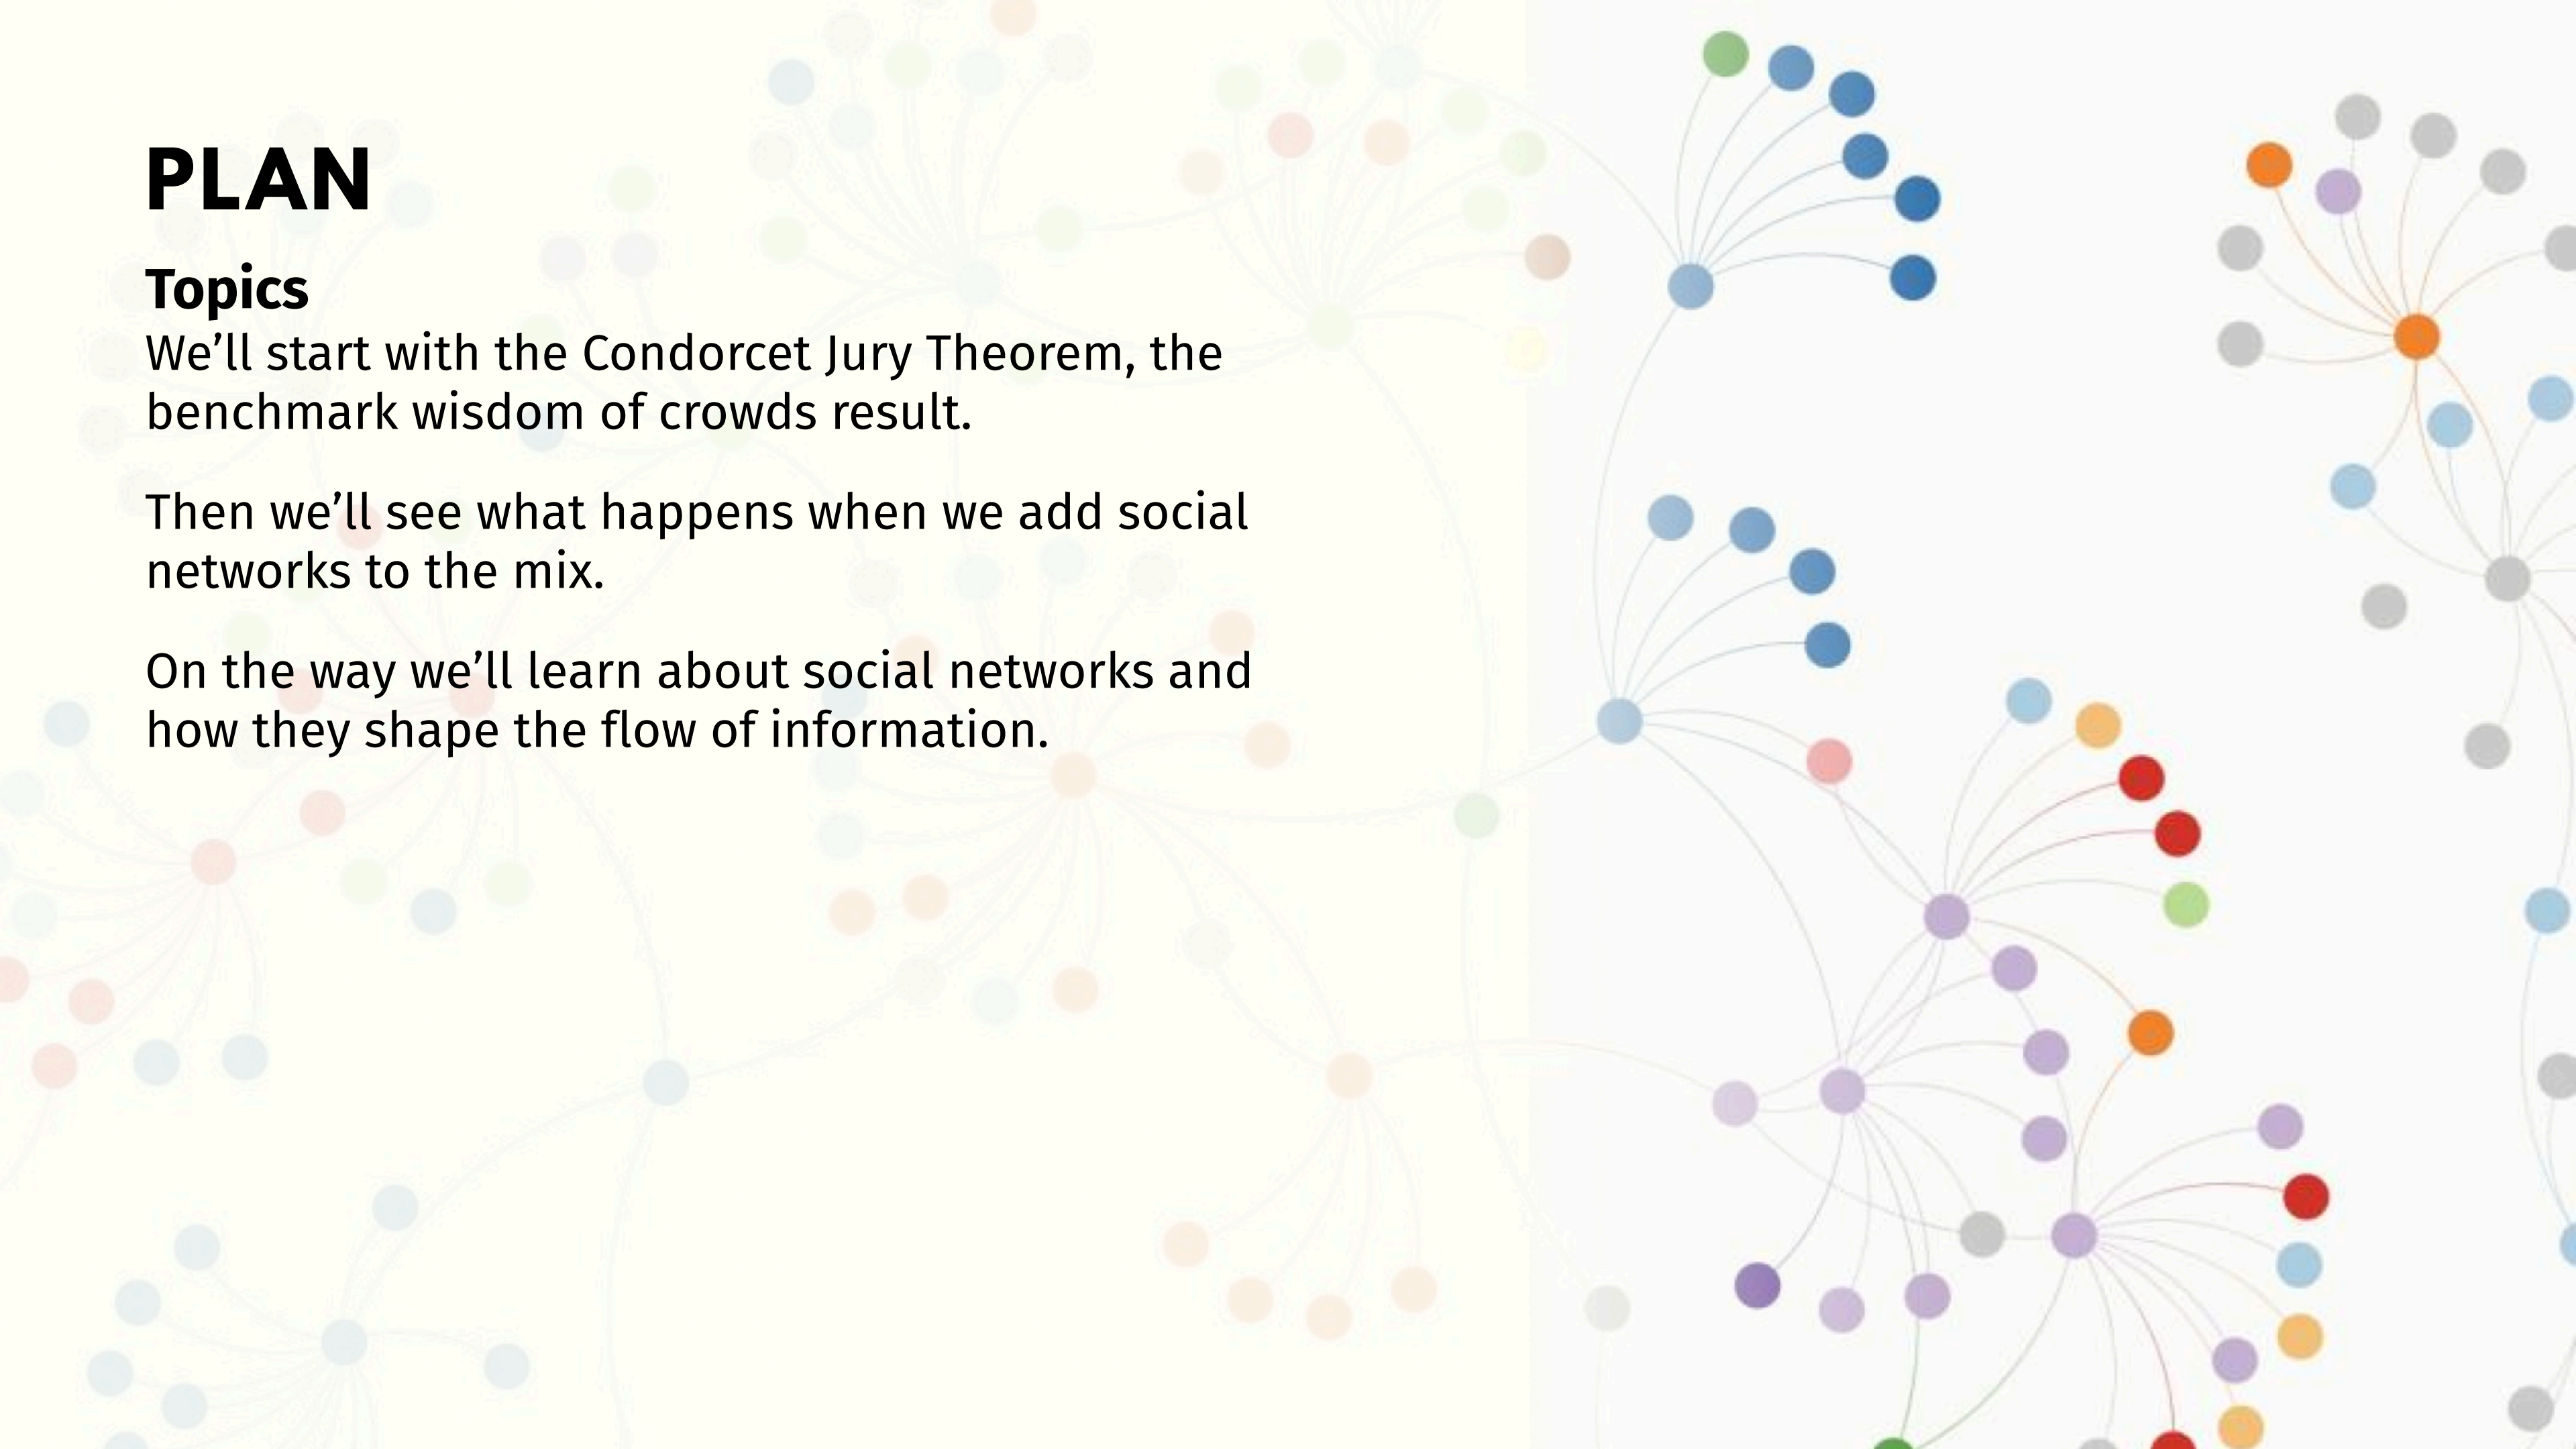 PLAN
Topics
We’ll start with the Condorcet Jury Theorem, the
benchmark wisdom of crowds result.
Then we’ll see what happens when we add social
networks to the mix.
On the way we’ll learn about social networks and
how they shape the flow of information.